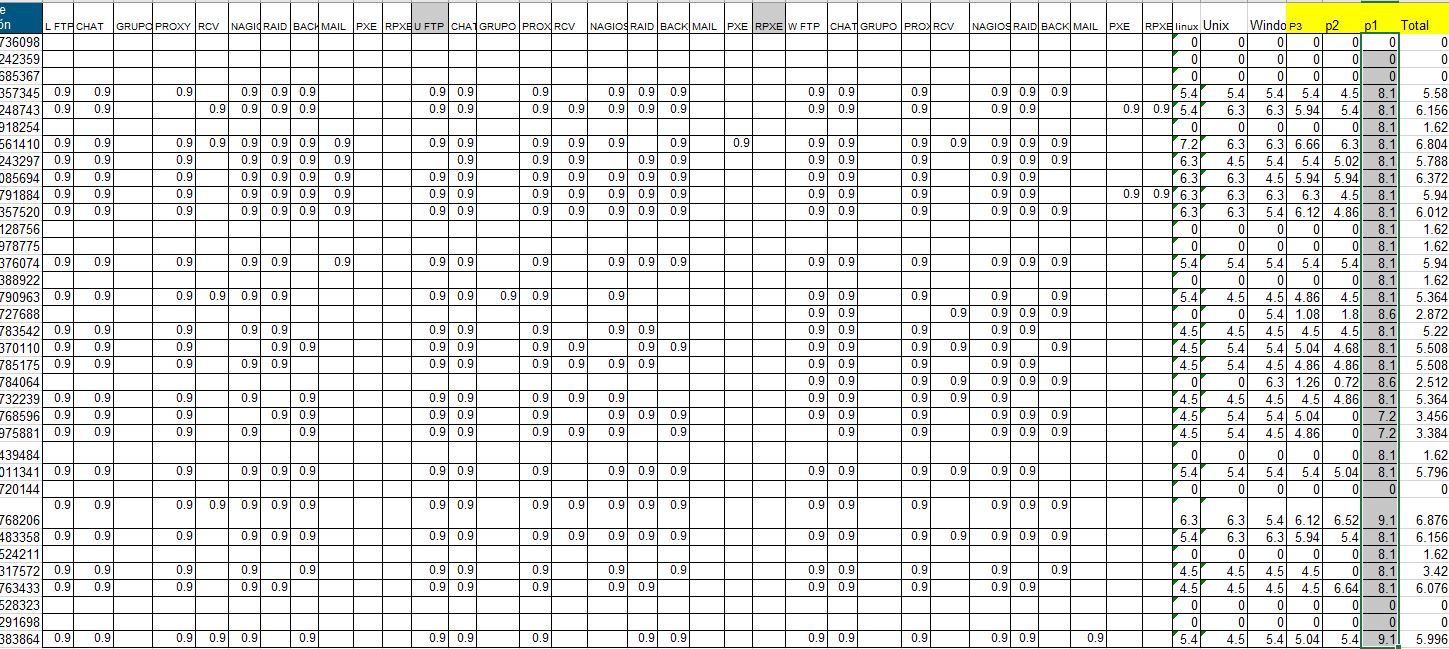 e
ón L FTP CHAT GRUPO PROXY RCV NAGIO RAID BACK MAIL PXE RPXE U FTP CHAT GRUPO PROX RCV NAGIOS RAID BACK MAIL PXE RPXE W FTP CHAT GRUPO PROX RCV NAGIOS RAID BACK MAIL PXE RPXE linux Unix Windo P3 p2 p1 Total
736098 0 0 0 0 0 0 0
242359 0 0 0 0 0 0 0
685367 0 0 0 0 0 0 0
357345 0.9 0.9 0.9 0.9 0.9 0.9 0.9 0.9 0.9 0.9 0.9 0.9 0.9 0.9 0.9 0.9 0.9 0.9 5.4 5.4 5.4 5.4 4.5 8.1 5.58
248743 0.9 0.9 0.9 0.9 0.9 0.9 0.9 0.9 0.9 0.9 0.9 0.9 0.9 0.9 0.9 0.9 0.9 0.9 0.9 0.9 5.4 6.3 6.3 5.94 5.4 8.1 6.156
918254 0 0 0 0 0 8.1 1.62
561410 0.9 0.9 0.9 0.9 0.9 0.9 0.9 0.9 0.9 0.9 0.9 0.9 0.9 0.9 0.9 0.9 0.9 0.9 0.9 0.9 0.9 0.9 0.9 7.2 6.3 6.3 6.66 6.3 8.1 6.804
243297 0.9 0.9 0.9 0.9 0.9 0.9 0.9 0.9 0.9 0.9 0.9 0.9 0.9 0.9 0.9 0.9 0.9 0.9 6.3 4.5 5.4 5.4 5.02 8.1 5.788
085694 0.9 0.9 0.9 0.9 0.9 0.9 0.9 0.9 0.9 0.9 0.9 0.9 0.9 0.9 0.9 0.9 0.9 0.9 0.9 6.3 6.3 4.5 5.94 5.94 8.1 6.372
791884 0.9 0.9 0.9 0.9 0.9 0.9 0.9 0.9 0.9 0.9 0.9 0.9 0.9 0.9 0.9 0.9 0.9 0.9 0.9 0.9 0.9 6.3 6.3 6.3 6.3 4.5 8.1 5.94
357520 0.9 0.9 0.9 0.9 0.9 0.9 0.9 0.9 0.9 0.9 0.9 0.9 0.9 0.9 0.9 0.9 0.9 0.9 0.9 0.9 6.3 6.3 5.4 6.12 4.86 8.1 6.012
128756 0 0 0 0 0 8.1 1.62
978775 0 0 0 0 0 8.1 1.62
376074 0.9 0.9 0.9 0.9 0.9 0.9 0.9 0.9 0.9 0.9 0.9 0.9 0.9 0.9 0.9 0.9 0.9 0.9 5.4 5.4 5.4 5.4 5.4 8.1 5.94
388922 0 0 0 0 0 8.1 1.62
790963 0.9 0.9 0.9 0.9 0.9 0.9 0.9 0.9 0.9 0.9 0.9 0.9 0.9 0.9 0.9 0.9 5.4 4.5 4.5 4.86 4.5 8.1 5.364
727688 0.9 0.9 0.9 0.9 0.9 0.9 0 0 5.4 1.08 1.8 8.6 2.872
783542 0.9 0.9 0.9 0.9 0.9 0.9 0.9 0.9 0.9 0.9 0.9 0.9 0.9 0.9 0.9 4.5 4.5 4.5 4.5 4.5 8.1 5.22
370110 0.9 0.9 0.9 0.9 0.9 0.9 0.9 0.9 0.9 0.9 0.9 0.9 0.9 0.9 0.9 0.9 0.9 4.5 5.4 5.4 5.04 4.68 8.1 5.508
785175 0.9 0.9 0.9 0.9 0.9 0.9 0.9 0.9 0.9 0.9 0.9 0.9 0.9 0.9 0.9 0.9 4.5 5.4 4.5 4.86 4.86 8.1 5.508
784064 0.9 0.9 0.9 0.9 0.9 0.9 0.9 0 0 6.3 1.26 0.72 8.6 2.512
732239 0.9 0.9 0.9 0.9 0.9 0.9 0.9 0.9 0.9 0.9 0.9 0.9 0.9 0.9 0.9 4.5 4.5 4.5 4.5 4.86 8.1 5.364
768596 0.9 0.9 0.9 0.9 0.9 0.9 0.9 0.9 0.9 0.9 0.9 0.9 0.9 0.9 0.9 0.9 0.9 4.5 5.4 5.4 5.04 0 7.2 3.456
975881 0.9 0.9 0.9 0.9 0.9 0.9 0.9 0.9 0.9 0.9 0.9 0.9 0.9 0.9 0.9 0.9 4.5 5.4 4.5 4.86 0 7.2 3.384
439484 0 0 0 0 0 8.1 1.62
011341 0.9 0.9 0.9 0.9 0.9 0.9 0.9 0.9 0.9 0.9 0.9 0.9 0.9 0.9 0.9 0.9 0.9 0.9 5.4 5.4 5.4 5.4 5.04 8.1 5.796
720144 0 0 0 0 0 0 0
768206 0.9 0.9 0.9 0.9 0.9 0.9 0.9 0.9 0.9 0.9 0.9 0.9 0.9 0.9 0.9 0.9 0.9 0.9 0.9 0.9 6.3 6.3 5.4 6.12 6.52 9.1 6.876
483358 0.9 0.9 0.9 0.9 0.9 0.9 0.9 0.9 0.9 0.9 0.9 0.9 0.9 0.9 0.9 0.9 0.9 0.9 0.9 0.9 5.4 6.3 6.3 5.94 5.4 8.1 6.156
524211 0 0 0 0 0 8.1 1.62
317572 0.9 0.9 0.9 0.9 0.9 0.9 0.9 0.9 0.9 0.9 0.9 0.9 0.9 0.9 0.9 4.5 4.5 4.5 4.5 0 8.1 3.42
763433 0.9 0.9 0.9 0.9 0.9 0.9 0.9 0.9 0.9 0.9 0.9 0.9 0.9 0.9 0.9 4.5 4.5 4.5 4.5 6.64 8.1 6.076
528323 0 0 0 0 0 0 0
291698 0 0 0 0 0 0 0
383864 0.9 0.9 0.9 0.9 0.9 0.9 0.9 0.9 0.9 0.9 0.9 0.9 0.9 0.9 0.9 0.9 0.9 5.4 4.5 5.4 5.04 5.4 9.1 5.996